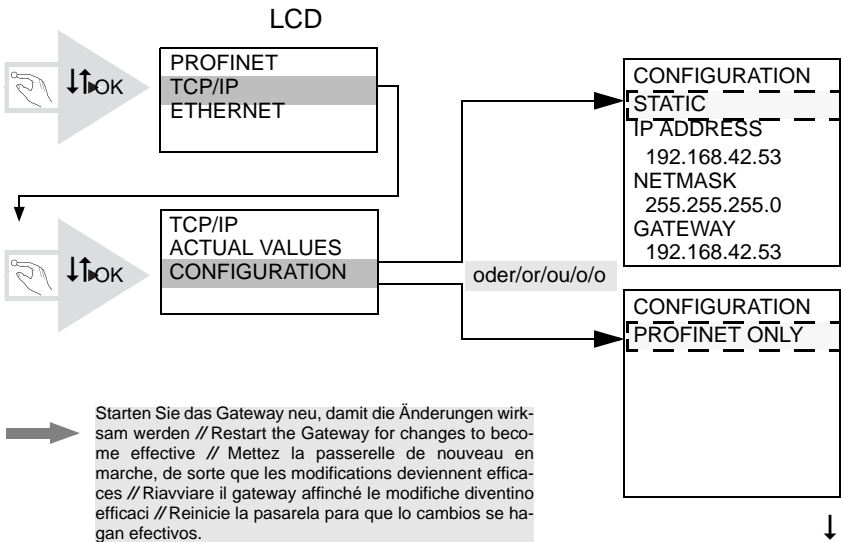 LCD
OK
PROFINET
TCP/IP
ETHERNET
OK
TCP/IP
ACTUAL VALUES
CONFIGURATION
oder/or/ou/o/o
CONFIGURATION
STATIC
IP ADDRESS
192.168.42.53
NETMASK
255.255.255.0
GATEWAY
192.168.42.53
CONFIGURATION
PROFINET ONLY
Starten Sie das Gateway neu, damit die Änderungen wirk-
sam werden // Restart the Gateway for changes to beco-
me effective // Mettez la passerelle de nouveau en
marche, de sorte que les modifications deviennent effica-
ces // Riavviare il gateway affinché le modifiche diventino
efficaci // Reinicie la pasarela para que lo cambios se ha-
gan efectivos.